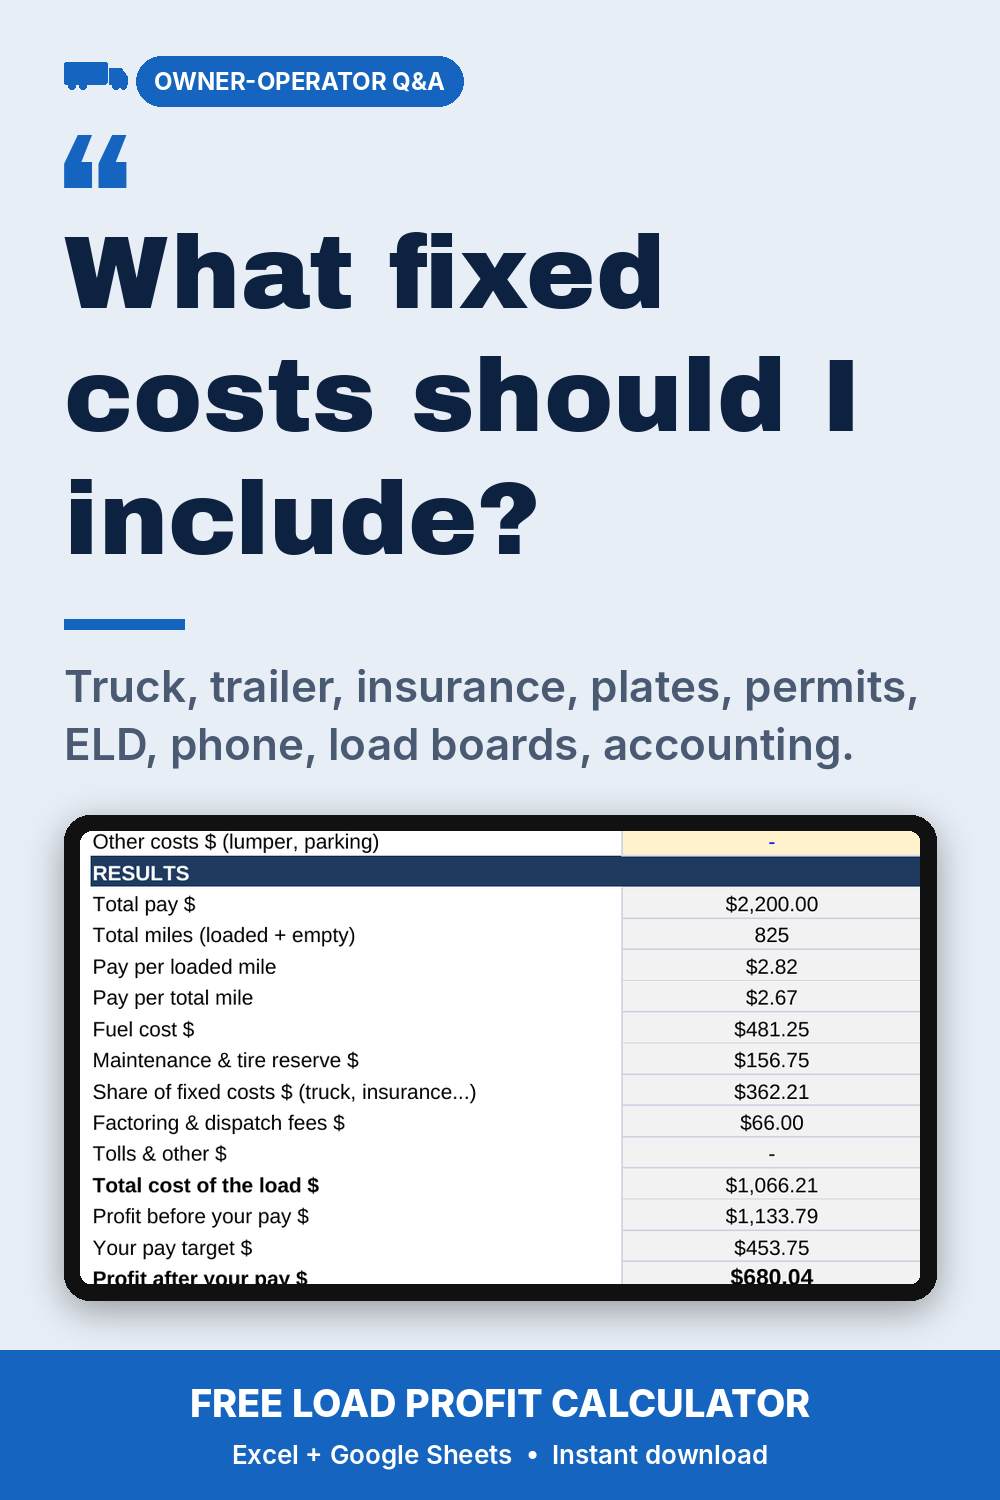 OWNER-OPERATOR Q&A
“
What fixed
costs should I
include?
Truck, trailer, insurance, plates, permits,
ELD, phone, load boards, accounting.
Other costs $ (lumper, parking) -
RESULTS
Total pay $ $2,200.00
Total miles (loaded + empty) 825
Pay per loaded mile $2.82
Pay per total mile $2.67
Fuel cost $ $481.25
Maintenance & tire reserve $ $156.75
Share of fixed costs $ (truck, insurance...) $362.21
Factoring & dispatch fees $ $66.00
Tolls & other $ -
Total cost of the load $ $1,066.21
Profit before your pay $ $1,133.79
Your pay target $ $453.75
Profit after your pay $ $680.04
FREE LOAD PROFIT CALCULATOR
Excel + Google Sheets • Instant download